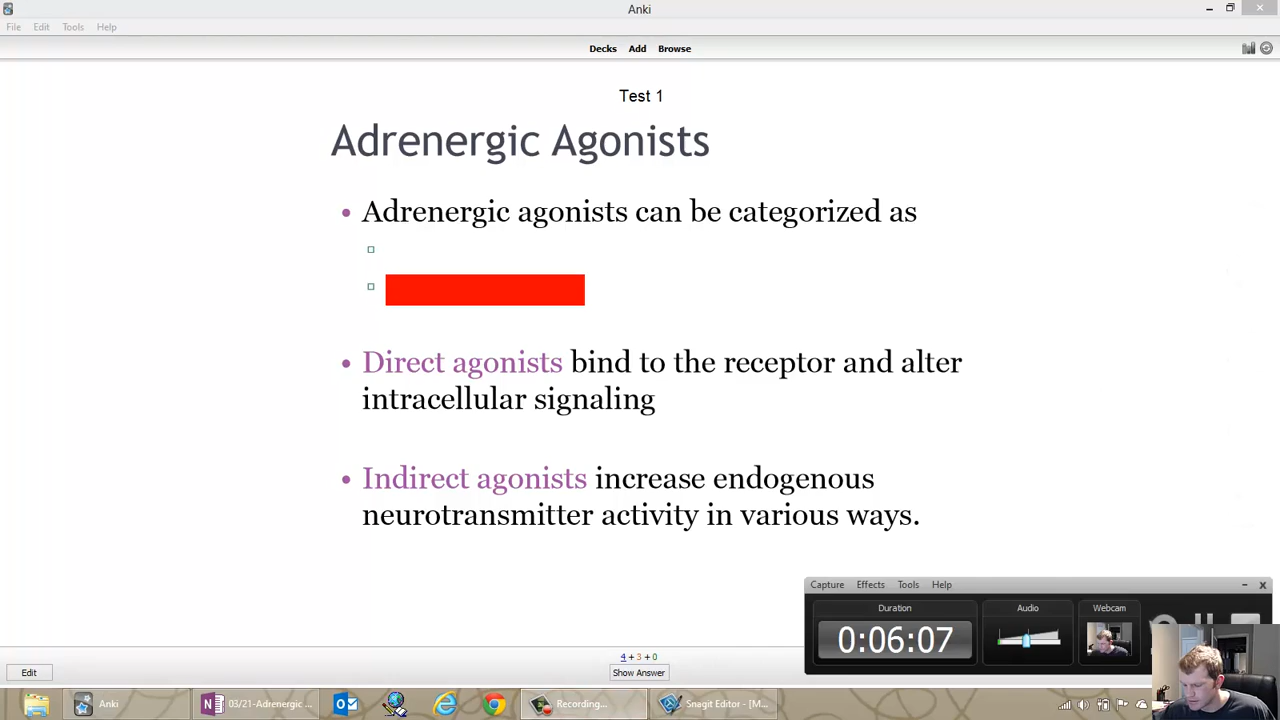 Anki
File Edit Tools Help
Decks Add Browse
Test 1
Adrenergic Agonists
• Adrenergic agonists can be categorized as
• Direct agonists bind to the receptor and alter
intracellular signaling
• Indirect agonists increase endogenous
neurotransmitter activity in various ways.
Capture Effects Tools Help
Duration Audio Webcam
0:06:07
4 + 3 + 0
Edit Show Answer
Anki 03/21-Adrenergic ... Recording... Snagit Editor - [M...